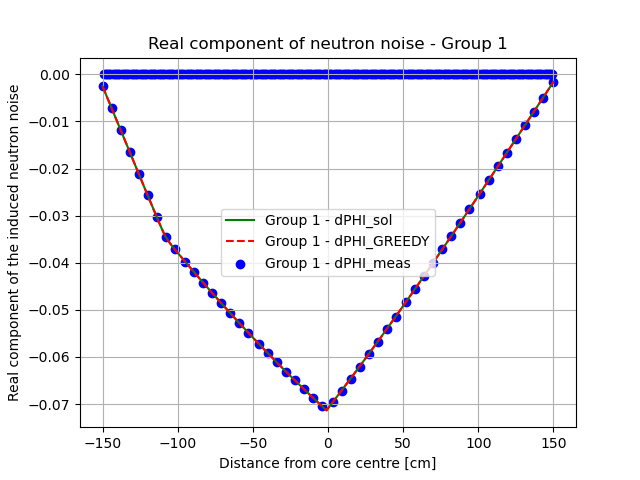 Real component of neutron noise - Group 1
Real component of the induced neutron noise
0.00
−0.01
−0.02
−0.03
−0.04
−0.05
−0.06
−0.07
Group 1 - dPHI_sol
Group 1 - dPHI_GREEDY
Group 1 - dPHI_meas
−150
−100
−50
0
50
100
150
Distance from core centre [cm]